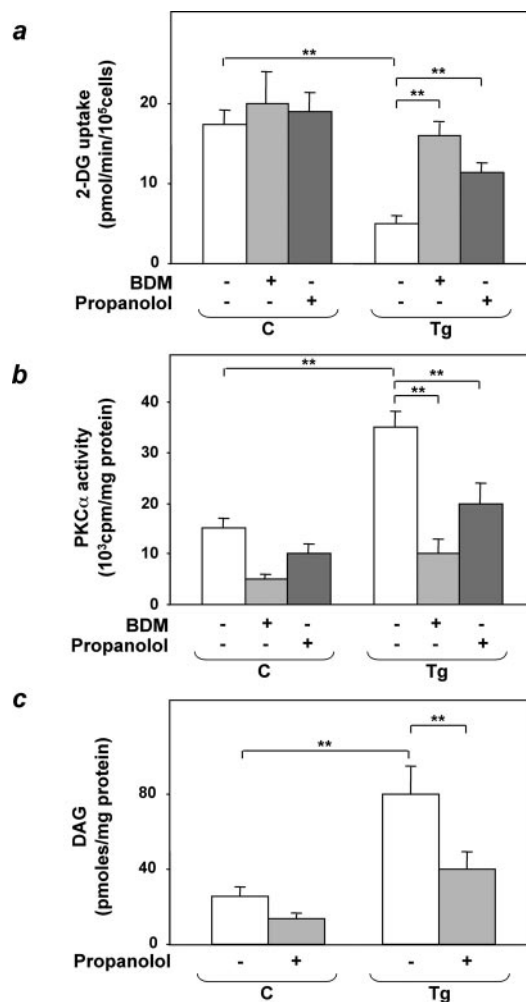 a
**
**
**
2-DG uptake
(pmol/min/10⁵cells)
20
10
0
BDM - + - - + -
Propanolol - - + - - +
C Tg
b
**
**
**
PKCα activity
(10³cpm/mg protein)
40
30
20
10
0
BDM - + - - + -
Propanolol - - + - - +
C Tg
c
**
**
DAG
(pmoles/mg protein)
80
40
0
Propanolol - + - +
C Tg